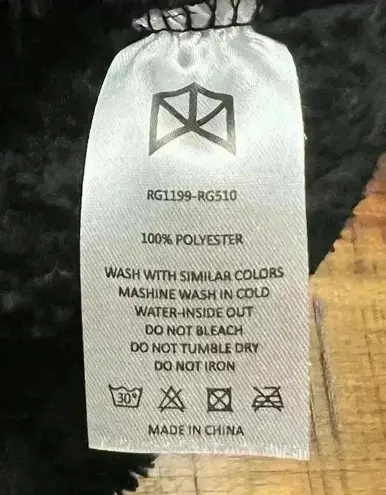 RG1199-RG510
100% POLYESTER
WASH WITH SIMILAR COLORS
MASHINE WASH IN COLD
WATER-INSIDE OUT
DO NOT BLEACH
DO NOT TUMBLE DRY
DO NOT IRON
30°
MADE IN CHINA